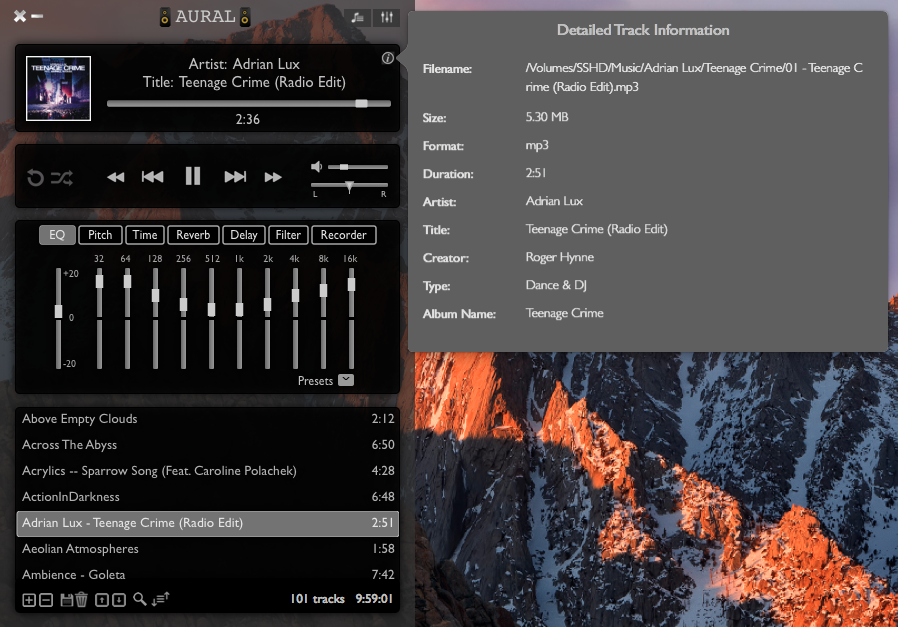 AURAL
TEENAGE CRIME
Artist: Adrian Lux
Title: Teenage Crime (Radio Edit)
2:36
L R
EQ Pitch Time Reverb Delay Filter Recorder
32 64 128 256 512 1k 2k 4k 8k 16k
+20
0
-20
Presets
Above Empty Clouds 2:12
Across The Abyss 6:50
Acrylics -- Sparrow Song (Feat. Caroline Polachek) 4:28
ActionInDarkness 6:48
Adrian Lux - Teenage Crime (Radio Edit) 2:51
Aeolian Atmospheres 1:58
Ambience - Goleta 7:42
101 tracks 9:59:01
Detailed Track Information
Filename: /Volumes/SSHD/Music/Adrian Lux/Teenage Crime/01 - Teenage C
rime (Radio Edit).mp3
Size: 5.30 MB
Format: mp3
Duration: 2:51
Artist: Adrian Lux
Title: Teenage Crime (Radio Edit)
Creator: Roger Hynne
Type: Dance & DJ
Album Name: Teenage Crime